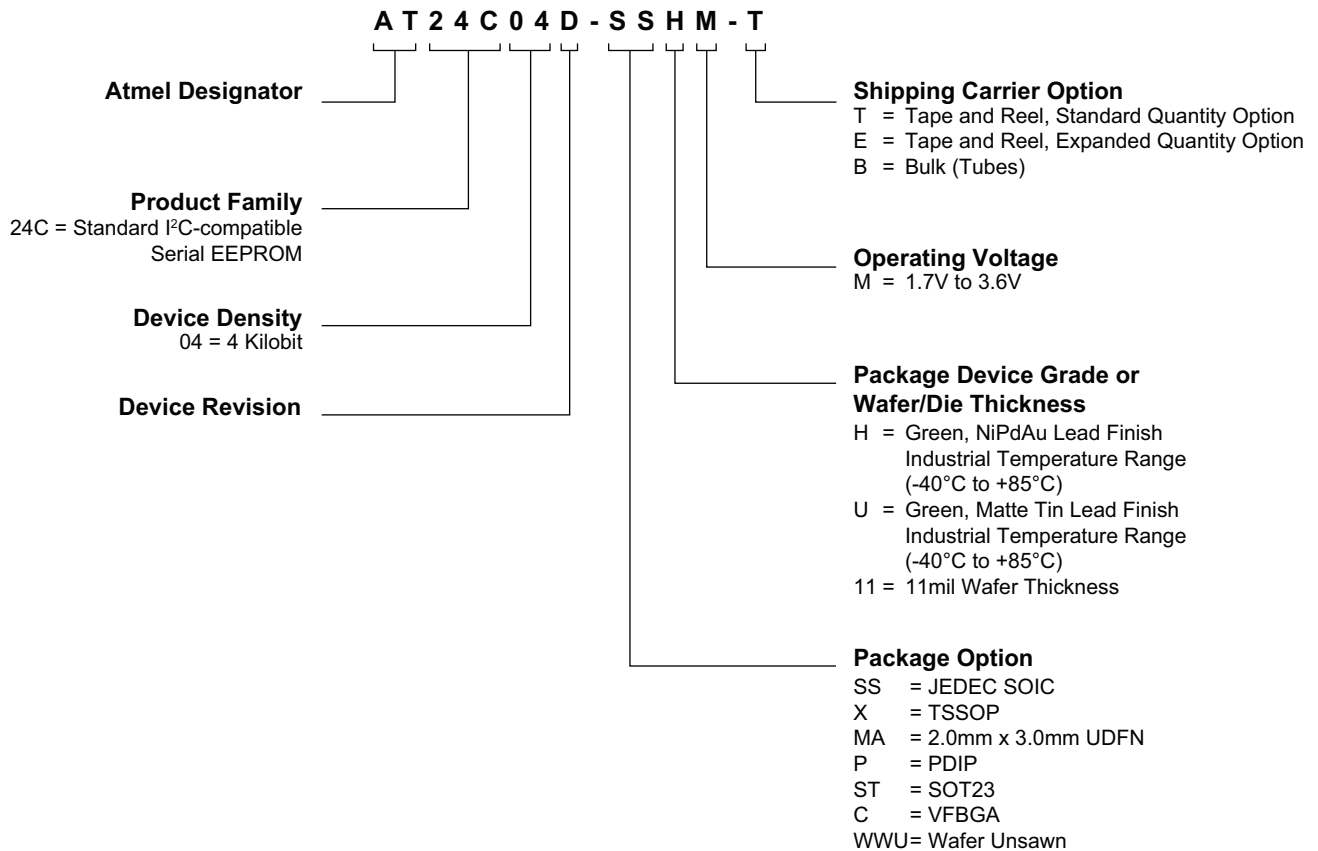 AT24C04D-SSHM-T
Atmel Designator
Product Family
24C = Standard I²C-compatible
Serial EEPROM
Device Density
04 = 4 Kilobit
Device Revision
Shipping Carrier Option
T = Tape and Reel, Standard Quantity Option
E = Tape and Reel, Expanded Quantity Option
B = Bulk (Tubes)
Operating Voltage
M = 1.7V to 3.6V
Package Device Grade or
Wafer/Die Thickness
H = Green, NiPdAu Lead Finish
Industrial Temperature Range
(-40°C to +85°C)
U = Green, Matte Tin Lead Finish
Industrial Temperature Range
(-40°C to +85°C)
11 = 11mil Wafer Thickness
Package Option
SS = JEDEC SOIC
X = TSSOP
MA = 2.0mm x 3.0mm UDFN
P = PDIP
ST = SOT23
C = VFBGA
WWU= Wafer Unsawn